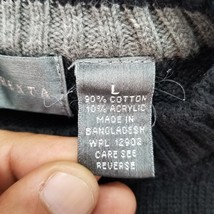 L
90% COTTON
10% ACRYLIC
MADE IN
BANGLADESH
WPL 12902
CARE SEE
REVERSE